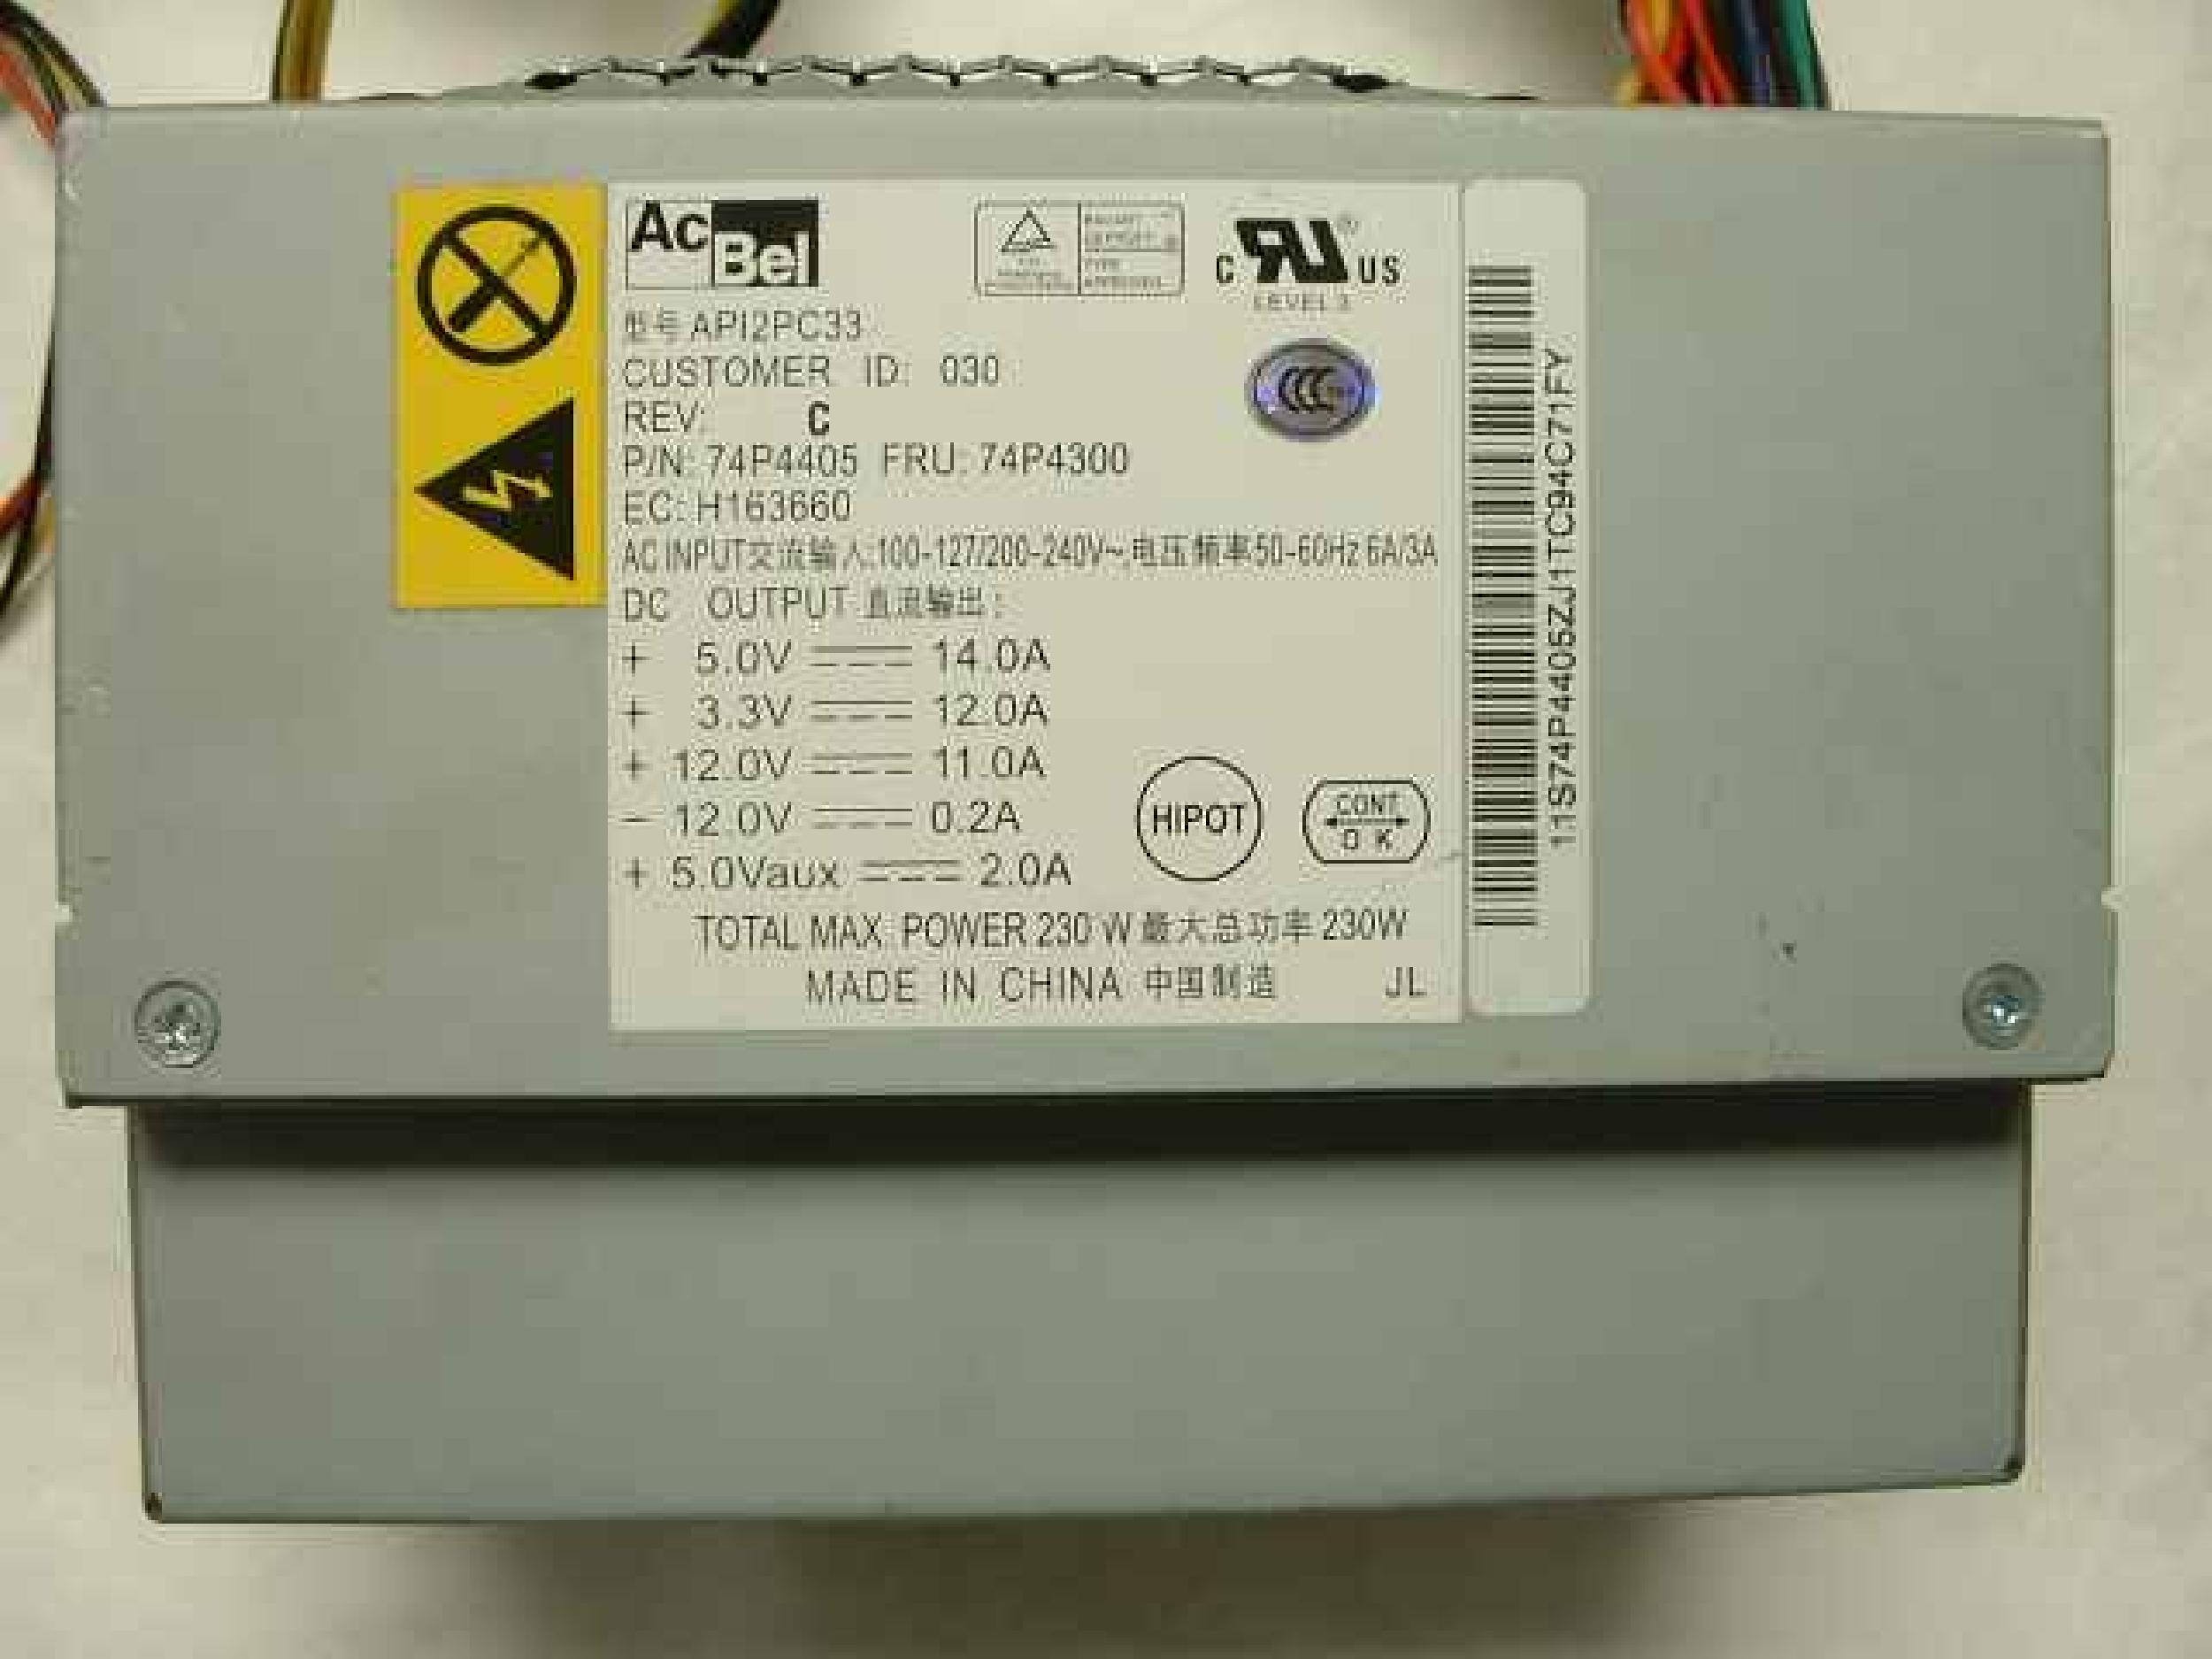 AcBel
C RU ® US
LEVEL 3
型号 API2PC33
CUSTOMER ID: 030
CCC
REV: C
P/N: 74P4405 FRU: 74P4300
EC: H163660
AC INPUT交流输入:100-127/200-240V~,电压频率50-60Hz 6A/3A
DC OUTPUT 直流输出:
+ 5.0V 14.0A
+ 3.3V 12.0A
+ 12.0V 11.0A
- 12.0V 0.2A
+ 5.0Vaux 2.0A
HIPOT
CONT
O K
TOTAL MAX. POWER 230 W 最大总功率 230W
MADE IN CHINA 中国制造 JL
11S74P4405ZJ1TC94C71FY